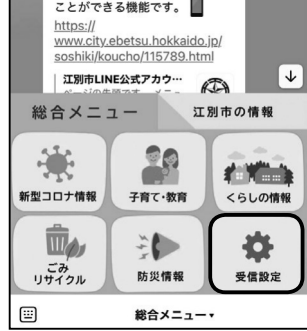 ことができる機能です。
https://
www.city.ebetsu.hokkaido.jp/
soshiki/koucho/115789.html
江別市LINE公式アカウ…
総合メニュー
江別市の情報
新型コロナ情報
子育て・教育
くらしの情報
ごみ
リサイクル
防災情報
受信設定
総合メニュー▾